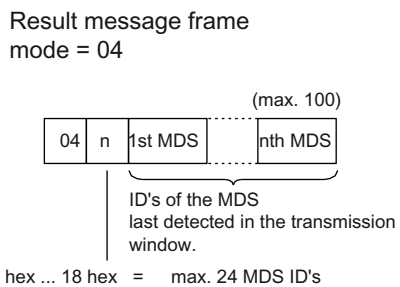 Result message frame
mode = 04
(max. 100)
04 n 1st MDS nth MDS
ID's of the MDS
last detected in the transmission
window.
hex ... 18 hex = max. 24 MDS ID's